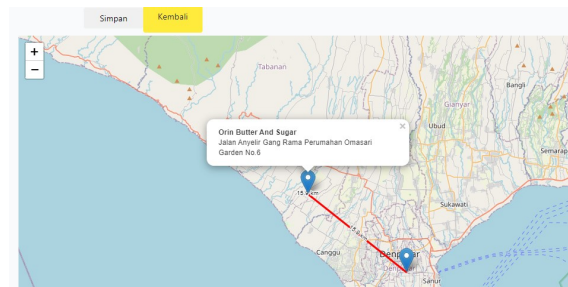 Simpan
Kembali
+
−
Tabanan
Bangli
Gianyar
Ubud
×
Orin Butter And Sugar
Jalan Anyelir Gang Rama Perumahan Omasari
Garden No.6
Semarap
Sukawati
Canggu
Sanur